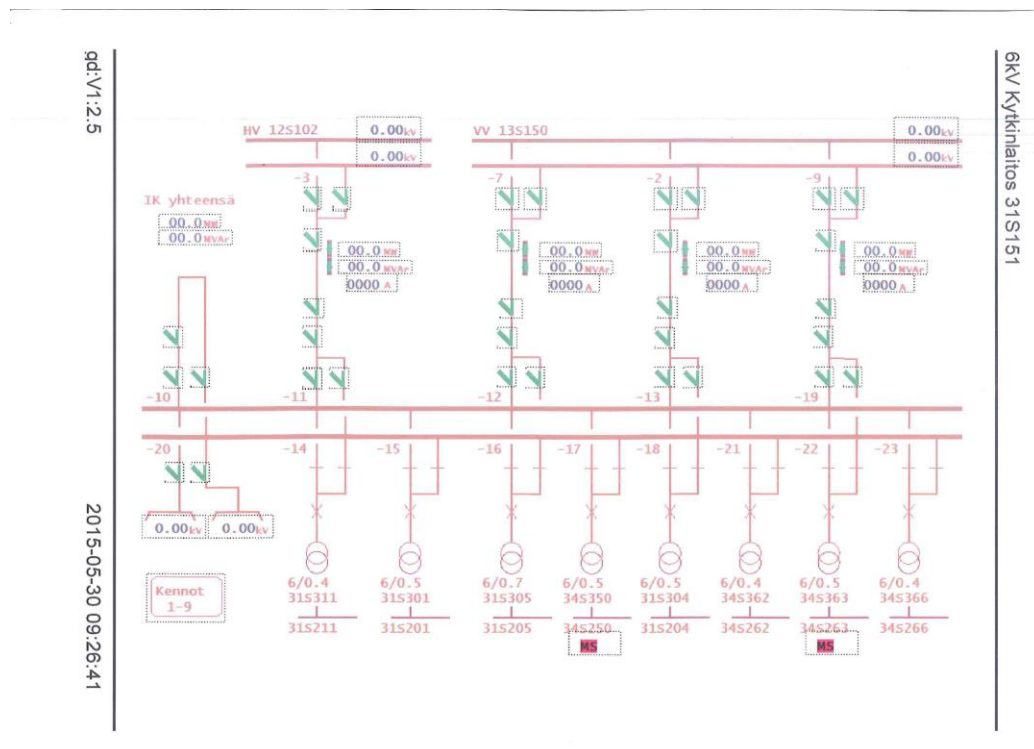 6kV Kytkinlaitos 31S151
HV 12S102
0.00kV
0.00kV
VV 13S150
0.00kV
0.00kV
-3
-7
-2
-9
IK yhteensä
00.0MW
00.0MVAr
00.0MW
00.0MVAr
0000 A
00.0MW
00.0MVAr
0000 A
00.0MW
00.0MVAr
0000 A
00.0MW
00.0MVAr
0000 A
-10
-11
-12
-13
-19
-20
-14
-15
-16
-17
-18
-21
-22
-23
0.00kV
0.00kV
6/0.4
31S311
6/0.5
31S301
6/0.7
31S305
6/0.5
34S350
6/0.5
31S304
6/0.4
34S362
6/0.5
34S363
6/0.4
34S366
Kennot
1-9
31S211
31S201
31S205
34S250
31S204
34S262
34S263
34S266
MS
MS
gd:V1:2.5
2015-05-30 09:26:41